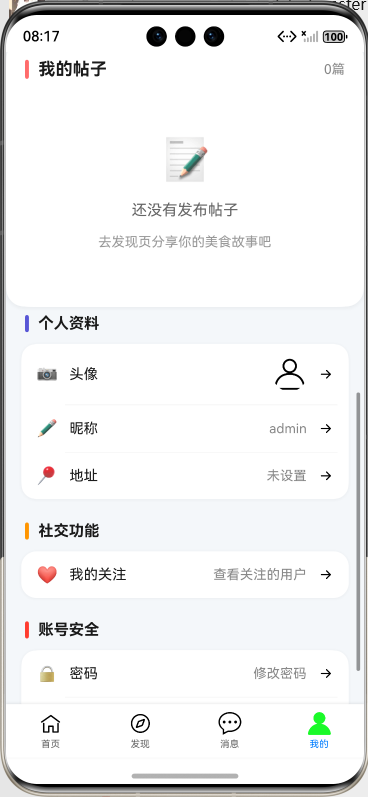 08:17
100
我的帖子
0篇
还没有发布帖子
去发现页分享你的美食故事吧
个人资料
头像
昵称 admin
地址 未设置
社交功能
我的关注 查看关注的用户
账号安全
密码 修改密码
首页 发现 消息 我的